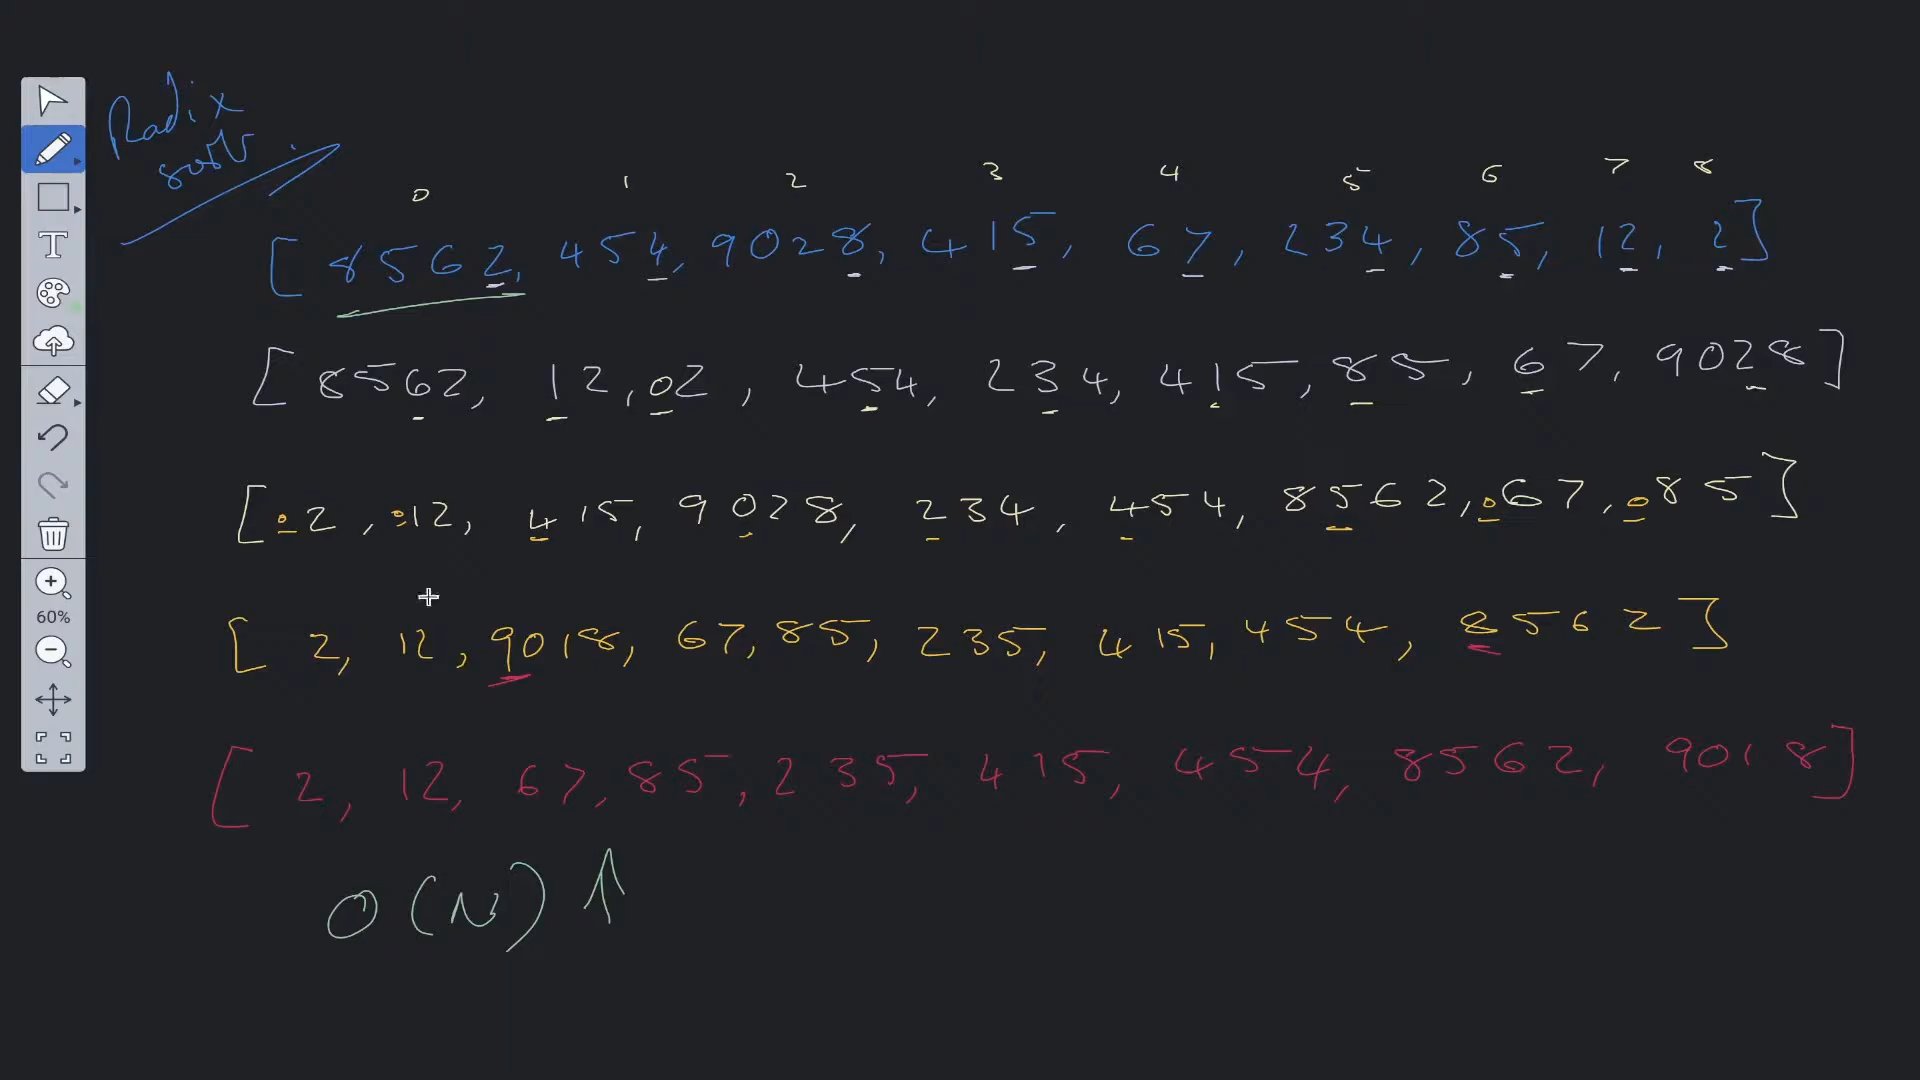 Radix
sort
0 1 2 3 4 5 6 7 8
[ 8562, 454, 9028, 415, 67, 234, 85, 12, 2 ]
[ 8562, 12, 02, 454, 234, 415, 85, 67, 9028 ]
[ 02, 012, 415, 9028, 234, 454, 8562, 067, 085 ]
[ 2, 12, 9018, 67, 85, 235, 415, 454, 8562 ]
[ 2, 12, 67, 85, 235, 415, 454, 8562, 9018 ]
O(N) ↑
T
60%